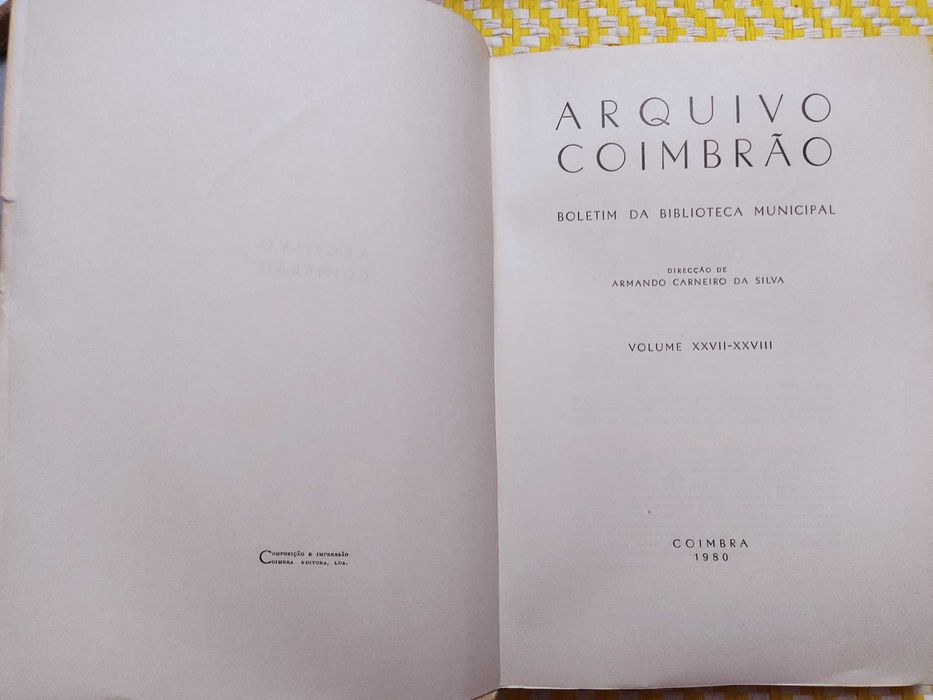 COMPOSIÇÃO E IMPRESSÃO
COIMBRA EDITORA, LDA.
ARQUIVO
COIMBRÃO
BOLETIM DA BIBLIOTECA MUNICIPAL
DIRECÇÃO DE
ARMANDO CARNEIRO DA SILVA
VOLUME XXVII-XXVIII
COIMBRA
1980